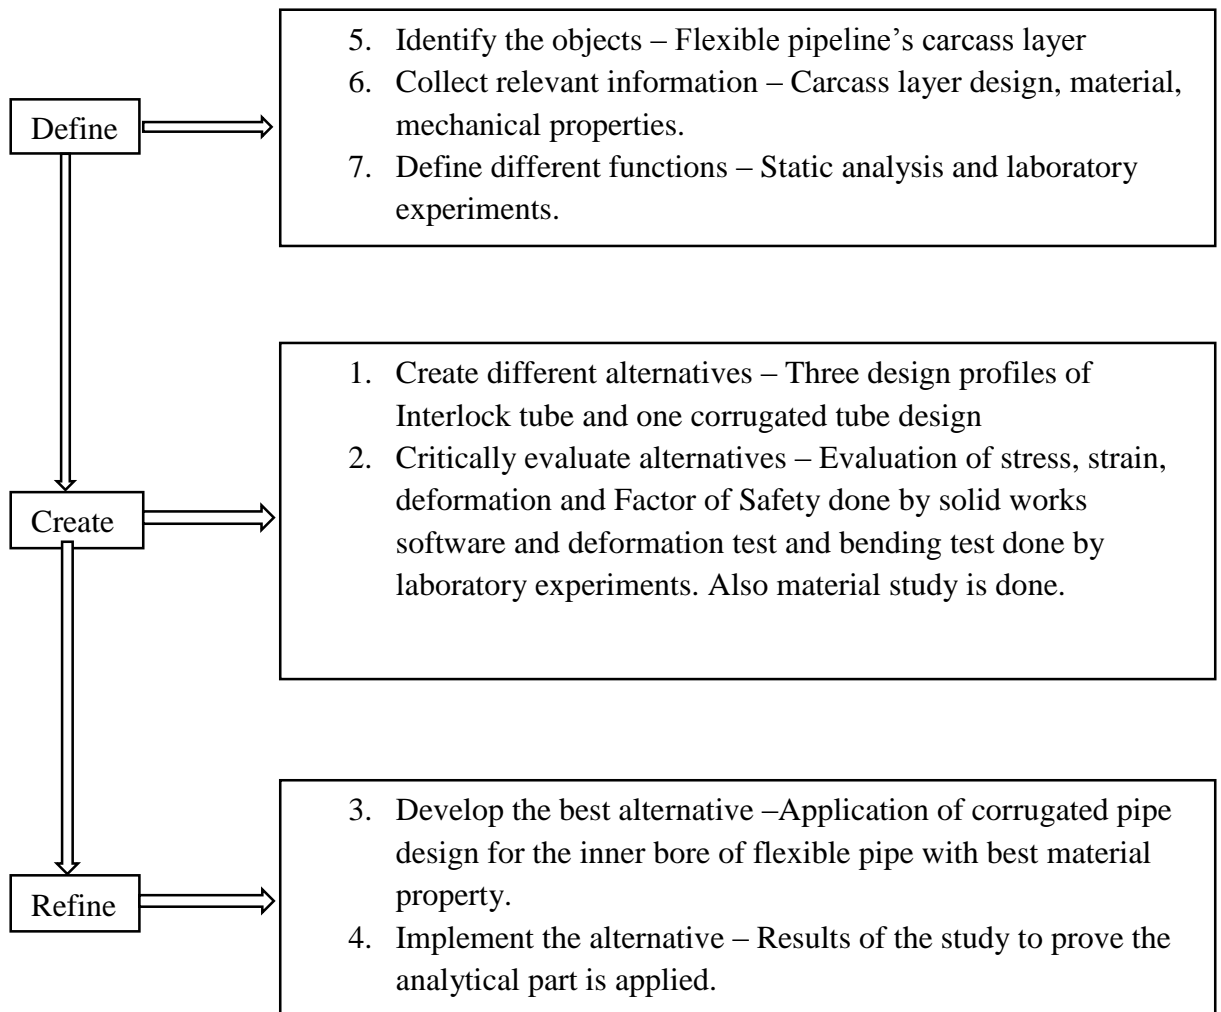 Define
5. Identify the objects – Flexible pipeline’s carcass layer
6. Collect relevant information – Carcass layer design, material,
mechanical properties.
7. Define different functions – Static analysis and laboratory
experiments.
Create
1. Create different alternatives – Three design profiles of
Interlock tube and one corrugated tube design
2. Critically evaluate alternatives – Evaluation of stress, strain,
deformation and Factor of Safety done by solid works
software and deformation test and bending test done by
laboratory experiments. Also material study is done.
Refine
3. Develop the best alternative –Application of corrugated pipe
design for the inner bore of flexible pipe with best material
property.
4. Implement the alternative – Results of the study to prove the
analytical part is applied.